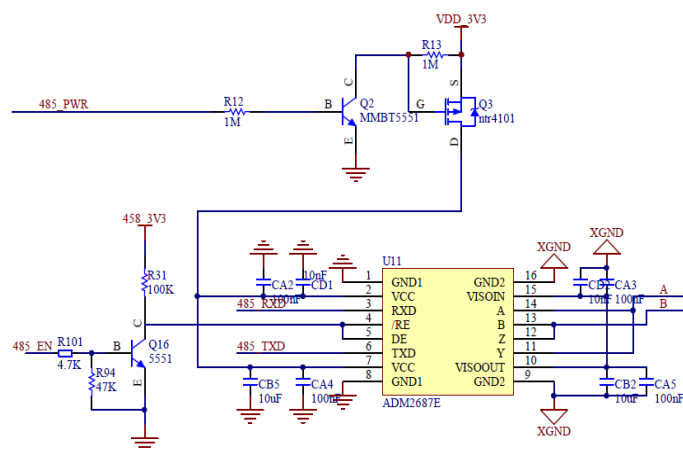 VDD_3V3
R13
1M
S
C
485_PWR
R12
1M
B
Q2
MMBT5551
E
G
Q3
ntr4101
D
458_3V3
R31
100K
C
485_EN
R101
4.7K
B
Q16
5551
R94
47K
E
10nF
CA2
100nF
CD1
485_RXD
485_TXD
CB5
10uF
CA4
100nF
U11
1 GND1 GND2 16
2 VCC VISOIN 15
3 RXD A 14
4 /RE B 13
5 DE Z 12
6 TXD Y 11
7 VCC VISOOUT 10
8 GND1 GND2 9
ADM2687E
XGND
XGND
10nF
CA3
100nF
A
B
CB2
10uF
CA5
100nF
XGND